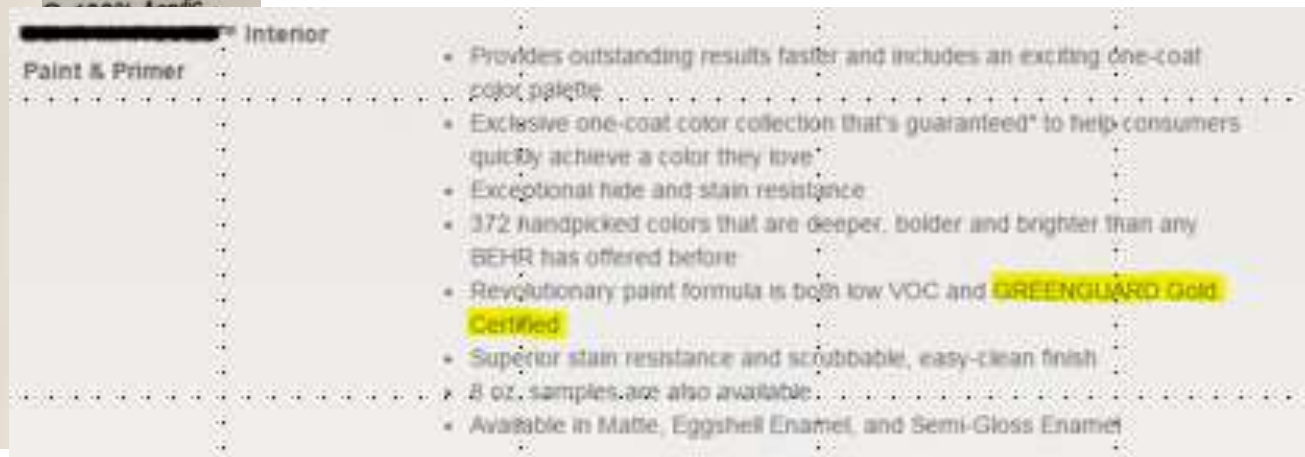 100% Acrylic
™ Interior
Paint & Primer
• Provides outstanding results faster and includes an exciting one-coat
color palette
• Exclusive one-coat color collection that's guaranteed* to help consumers
quickly achieve a color they love
• Exceptional hide and stain resistance
• 372 handpicked colors that are deeper, bolder and brighter than any
BEHR has offered before
• Revolutionary paint formula is both low VOC and GREENGUARD Gold
Certified
• Superior stain resistance and scrubbable, easy-clean finish
• 8 oz. samples are also available
• Available in Matte, Eggshell Enamel, and Semi-Gloss Enamel